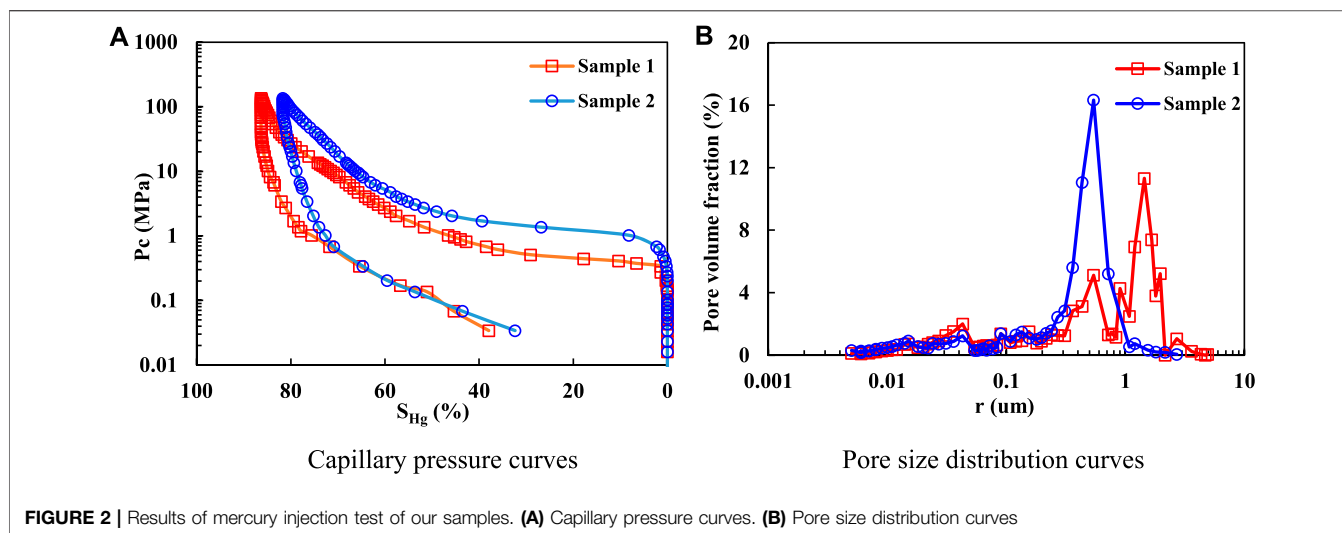 A
Pc (MPa)
1000
100
10
1
0.1
0.01
100 80 60 40 20 0
S_Hg (%)
Sample 1
Sample 2
Capillary pressure curves
B
Pore volume fraction (%)
20
16
12
8
4
0
0.001 0.01 0.1 1 10
r (um)
Sample 1
Sample 2
Pore size distribution curves
FIGURE 2 | Results of mercury injection test of our samples. (A) Capillary pressure curves. (B) Pore size distribution curves